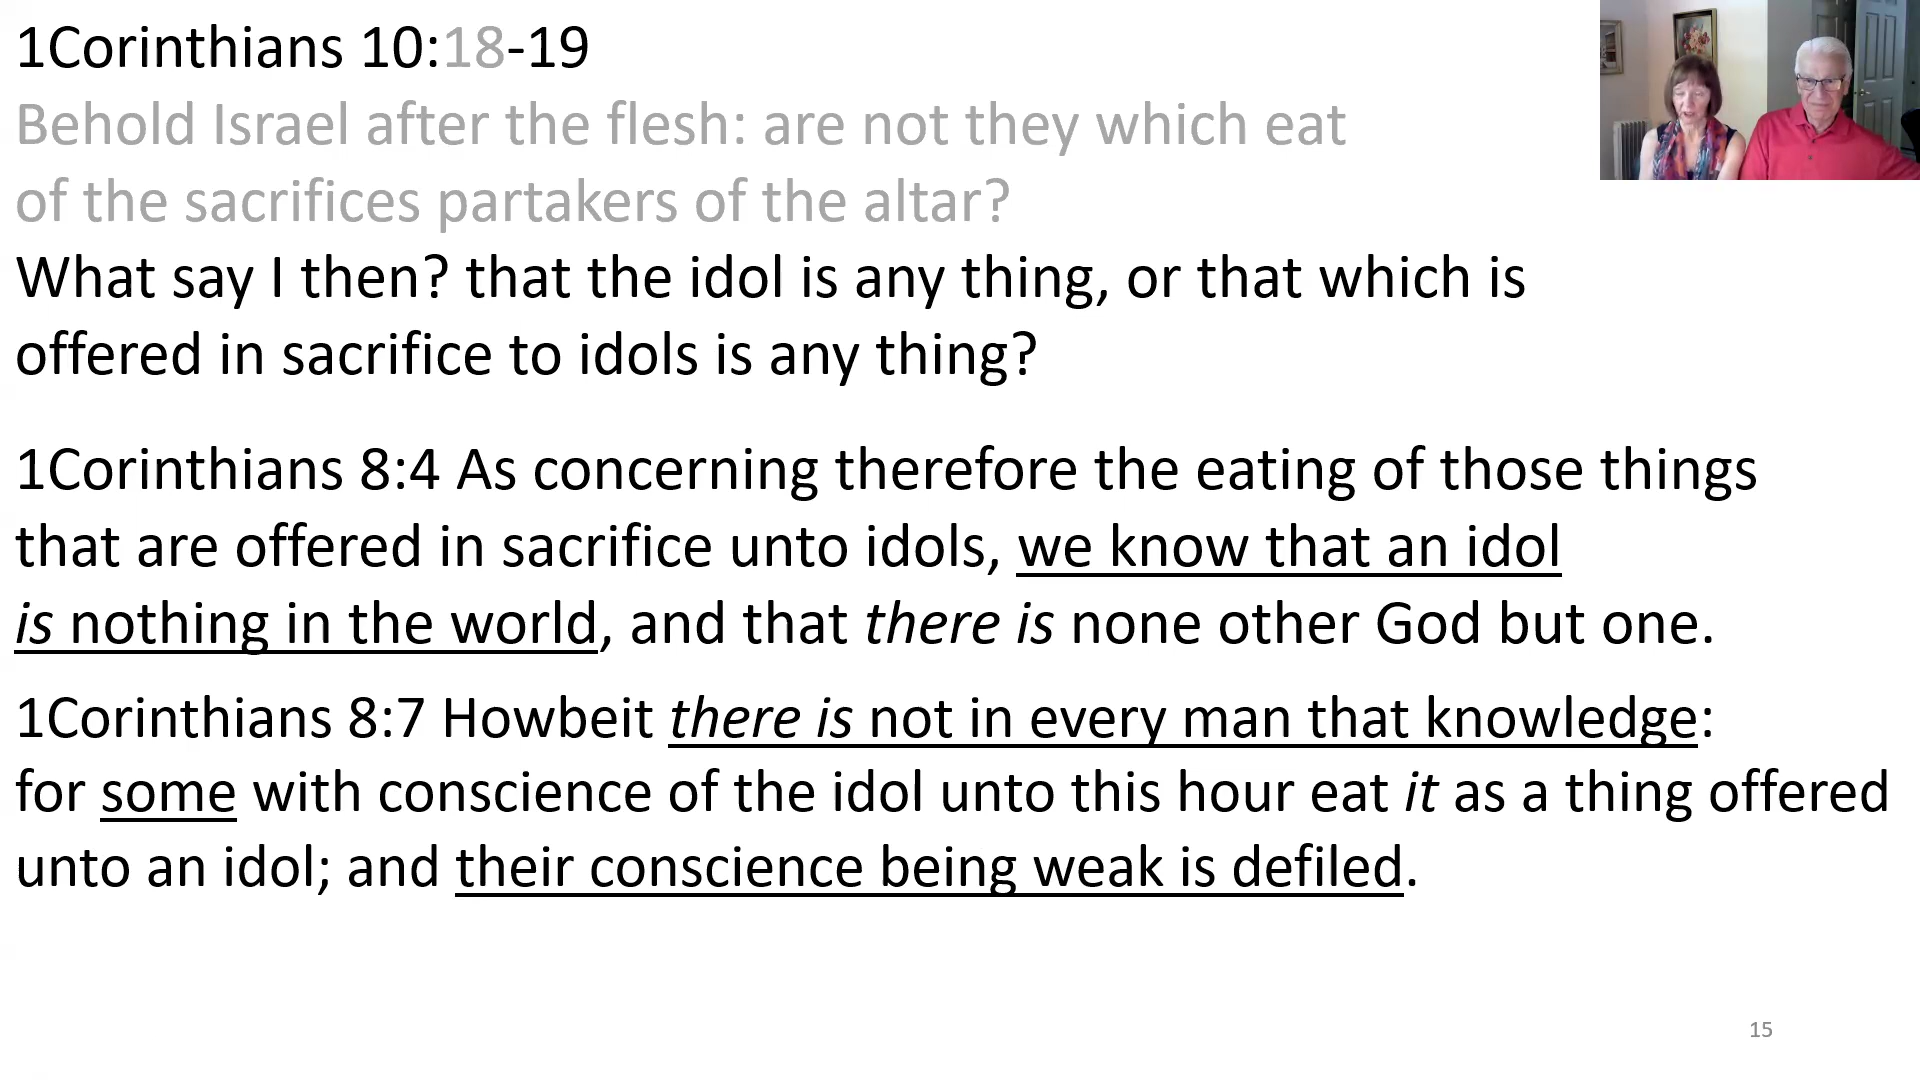 1Corinthians 10:18-19
Behold Israel after the flesh: are not they which eat
of the sacrifices partakers of the altar?
What say I then? that the idol is any thing, or that which is
offered in sacrifice to idols is any thing?
1Corinthians 8:4 As concerning therefore the eating of those things
that are offered in sacrifice unto idols, we know that an idol
is nothing in the world, and that there is none other God but one.
1Corinthians 8:7 Howbeit there is not in every man that knowledge:
for some with conscience of the idol unto this hour eat it as a thing offered
unto an idol; and their conscience being weak is defiled.
15